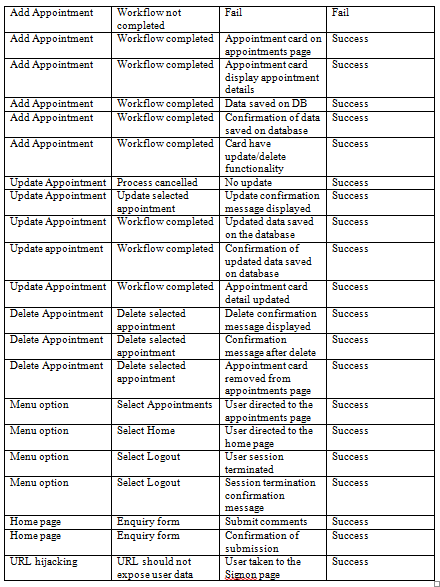 Add Appointment Workflow not Fail Fail
completed
Add Appointment Workflow completed Appointment card on Success
appointments page
Add Appointment Workflow completed Appointment card Success
display appointment
details
Add Appointment Workflow completed Data saved on DB Success
Add Appointment Workflow completed Confirmation of data Success
saved on database
Add Appointment Workflow completed Card have Success
update/delete
functionality
Update Appointment Process cancelled No update Success
Update Appointment Update selected Update confirmation Success
appointment message displayed
Update Appointment Workflow completed Updated data saved Success
on the database
Update appointment Workflow completed Confirmation of Success
updated data saved
on database
Update Appointment Workflow completed Appointment card Success
detail updated
Delete Appointment Delete selected Delete confirmation Success
appointment message displayed
Delete Appointment Delete selected Confirmation Success
appointment message after delete
Delete Appointment Delete selected Appointment card Success
appointment removed from
appointments page
Menu option Select Appointments User directed to the Success
appointments page
Menu option Select Home User directed to the Success
home page
Menu option Select Logout User session Success
terminated
Menu option Select Logout Session termination Success
confirmation
message
Home page Enquiry form Submit comments Success
Home page Enquiry form Confirmation of Success
submission
URL hijacking URL should not User taken to the Success
expose user data Signon page